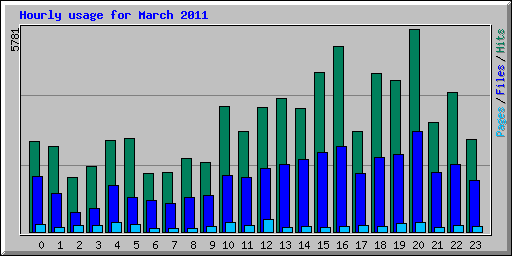 Hourly usage for March 2011
5781
Pages/Files/Hits
0 1 2 3 4 5 6 7 8 9 10 11 12 13 14 15 16 17 18 19 20 21 22 23